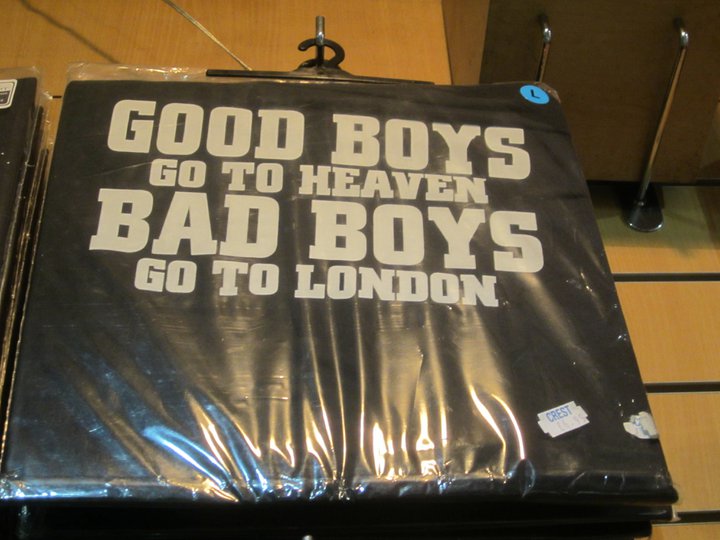 L
GOOD BOYS
GO TO HEAVEN
BAD BOYS
GO TO LONDON
CREST